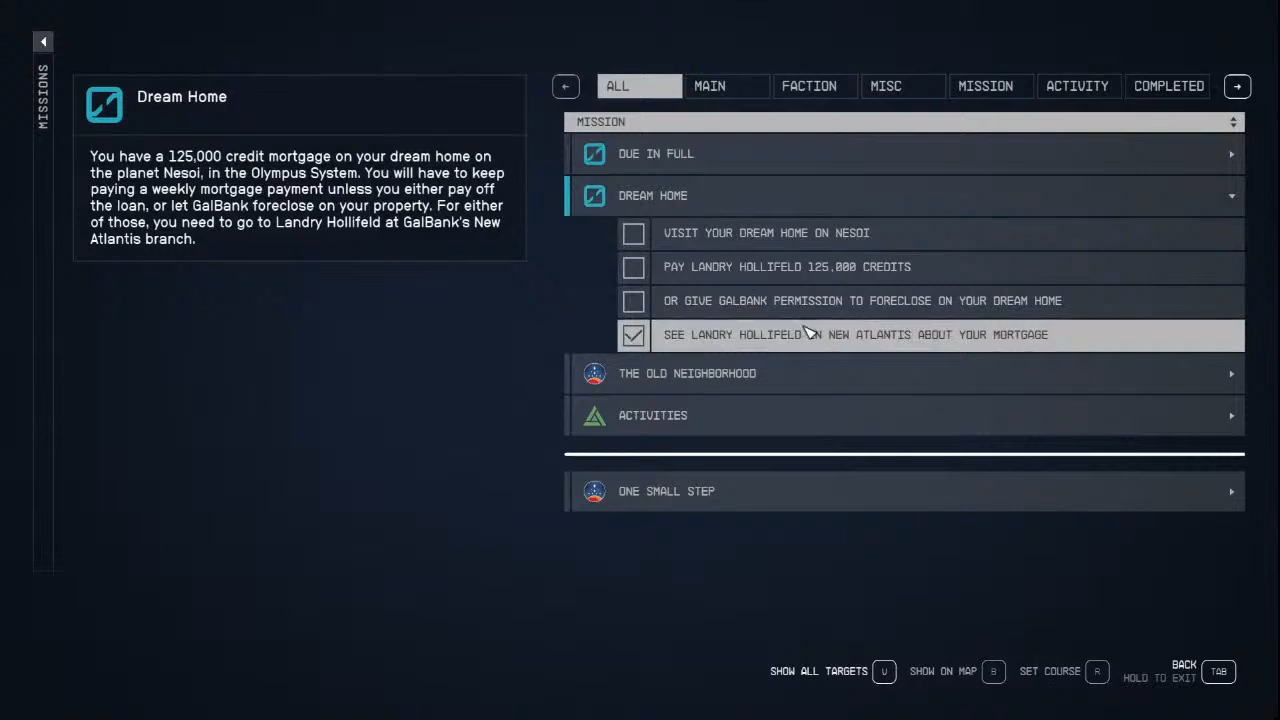 MISSIONS
Dream Home
You have a 125,000 credit mortgage on your dream home on
the planet Nesoi, in the Olympus System. You will have to keep
paying a weekly mortgage payment unless you either pay off
the loan, or let GalBank foreclose on your property. For either
of those, you need to go to Landry Hollifeld at GalBank's New
Atlantis branch.
ALL
MAIN
FACTION
MISC
MISSION
ACTIVITY
COMPLETED
MISSION
DUE IN FULL
DREAM HOME
VISIT YOUR DREAM HOME ON NESOI
PAY LANDRY HOLLIFELD 125,000 CREDITS
OR GIVE GALBANK PERMISSION TO FORECLOSE ON YOUR DREAM HOME
SEE LANDRY HOLLIFELD IN NEW ATLANTIS ABOUT YOUR MORTGAGE
THE OLD NEIGHBORHOOD
ACTIVITIES
ONE SMALL STEP
SHOW ALL TARGETS V
SHOW ON MAP B
SET COURSE R
BACK
HOLD TO EXIT TAB